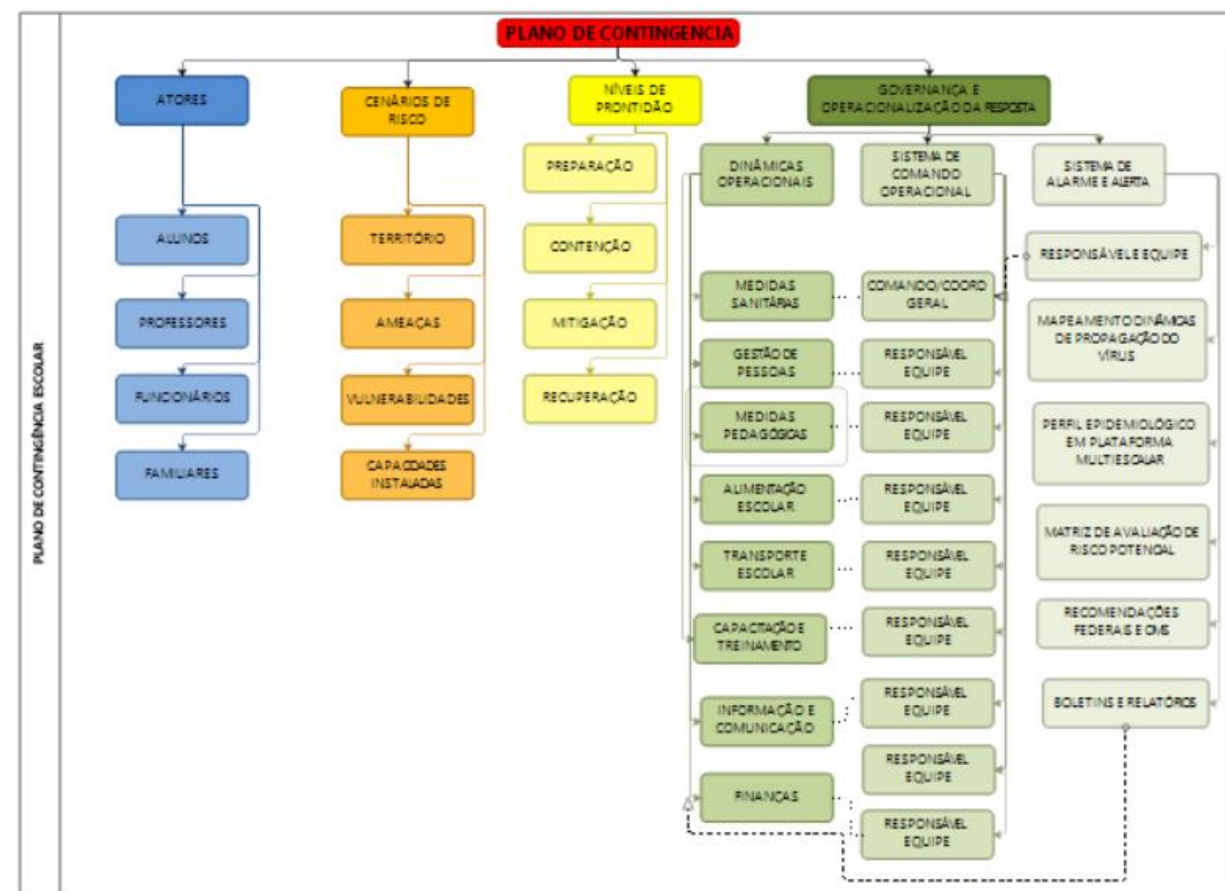 PLANO DE CONTINGÊNCIA ESCOLAR
PLANO DE CONTINGENCIA
ATORES
ALUNOS
PROFESSORES
FUNCIONÁRIOS
FAMILIARES
CENÁRIOS DE
RISCO
TERRITÓRIO
AMEAÇAS
VULNERABILIDADES
CAPACIDADES
INSTALADAS
NÍVEIS DE
PRONTIDÃO
PREPARAÇÃO
CONTENÇÃO
MITIGAÇÃO
RECUPERAÇÃO
GOVERNANÇA E
OPERACIONALIZAÇÃO DA RESPOSTA
DINÂMICAS
OPERACIONAIS
MEDIDAS
SANITÁRIAS
GESTÃO DE
PESSOAS
MEDIDAS
PEDAGÓGICAS
ALIMENTAÇÃO
ESCOLAR
TRANSPORTE
ESCOLAR
CAPACITAÇÃO E
TREINAMENTO
INFORMAÇÃO E
COMUNICAÇÃO
FINANÇAS
SISTEMA DE
COMANDO
OPERACIONAL
COMANDO/COORD
GERAL
RESPONSÁVEL
EQUIPE
RESPONSÁVEL
EQUIPE
RESPONSÁVEL
EQUIPE
RESPONSÁVEL
EQUIPE
RESPONSÁVEL
EQUIPE
RESPONSÁVEL
EQUIPE
RESPONSÁVEL
EQUIPE
RESPONSÁVEL
EQUIPE
SISTEMA DE
ALARME E ALERTA
RESPONSÁVEL E EQUIPE
MAPEAMENTO DINÂMICAS
DE PROPAGAÇÃO DO
VÍRUS
PERFIL EPIDEMIOLÓGICO
EM PLATAFORMA
MULTIESCALAR
MATRIZ DE AVALIAÇÃO DE
RISCO POTENCIAL
RECOMENDAÇÕES
FEDERAIS E OMS
BOLETINS E RELATÓRIOS